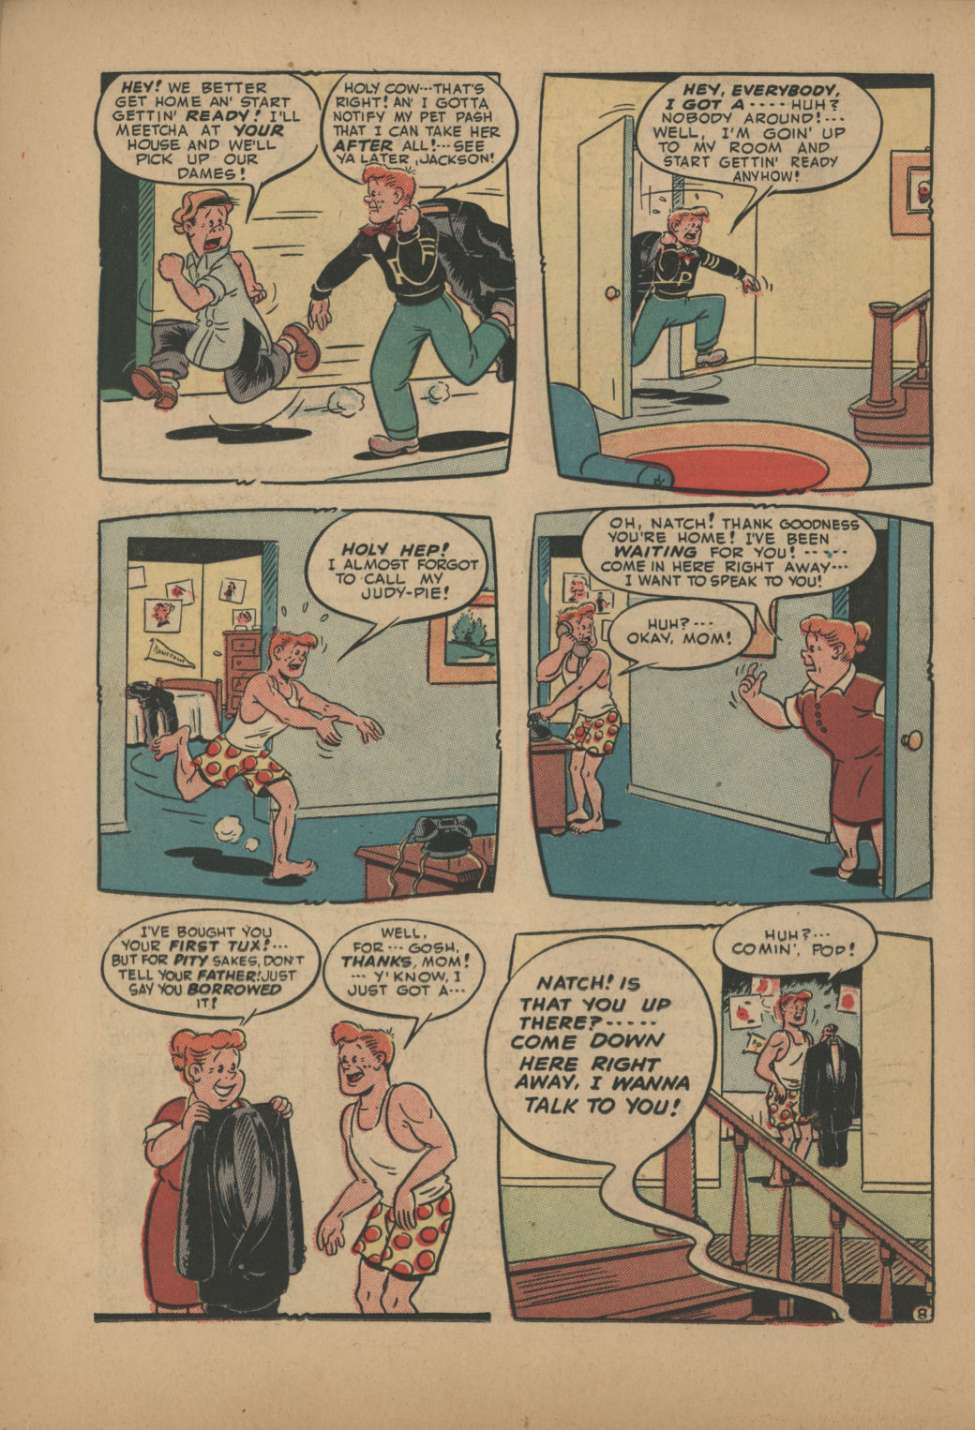 HEY! WE BETTER
GET HOME AN' START
GETTIN' READY! I'LL
MEETCHA AT YOUR
HOUSE AND WE'LL
PICK UP OUR
DAMES!
HOLY COW---THAT'S
RIGHT! AN' I GOTTA
NOTIFY MY PET PASH
THAT I CAN TAKE HER
AFTER ALL!--- SEE
YA LATER, JACKSON!
HEY, EVERYBODY,
I GOT A ---- HUH?
NOBODY AROUND!---
WELL, I'M GOIN' UP
TO MY ROOM AND
START GETTIN' READY
ANYHOW!
HOLY HEP!
I ALMOST FORGOT
TO CALL MY
JUDY-PIE!
OH, NATCH! THANK GOODNESS
YOU'RE HOME! I'VE BEEN
WAITING FOR YOU! -----
COME IN HERE RIGHT AWAY---
I WANT TO SPEAK TO YOU!
HUH? ---
OKAY, MOM!
I'VE BOUGHT YOU
YOUR FIRST TUX!---
BUT FOR PITY SAKES, DON'T
TELL YOUR FATHER! JUST
SAY YOU BORROWED
IT!
WELL,
FOR --- GOSH,
THANKS, MOM!
--- Y' KNOW, I
JUST GOT A---
NATCH! IS
THAT YOU UP
THERE?-----
COME DOWN
HERE RIGHT
AWAY, I WANNA
TALK TO YOU!
HUH?---
COMIN', POP!
8